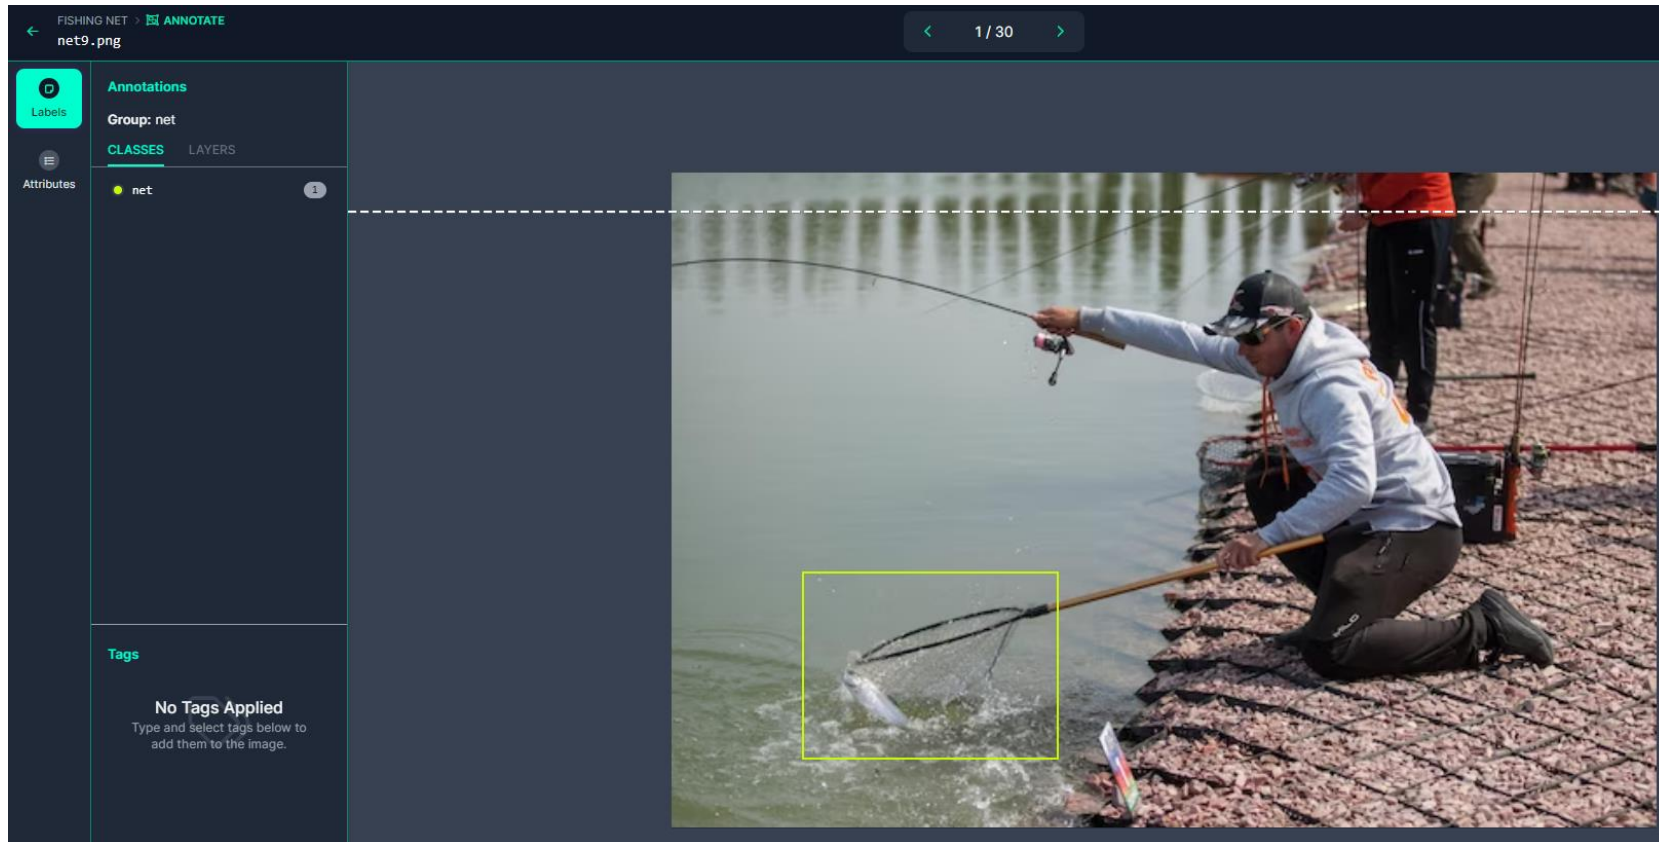 FISHING NET > ANNOTATE
net9.png
1 / 30
Labels
Attributes
Annotations
Group: net
CLASSES LAYERS
net 1
Tags
No Tags Applied
Type and select tags below to
add them to the image.